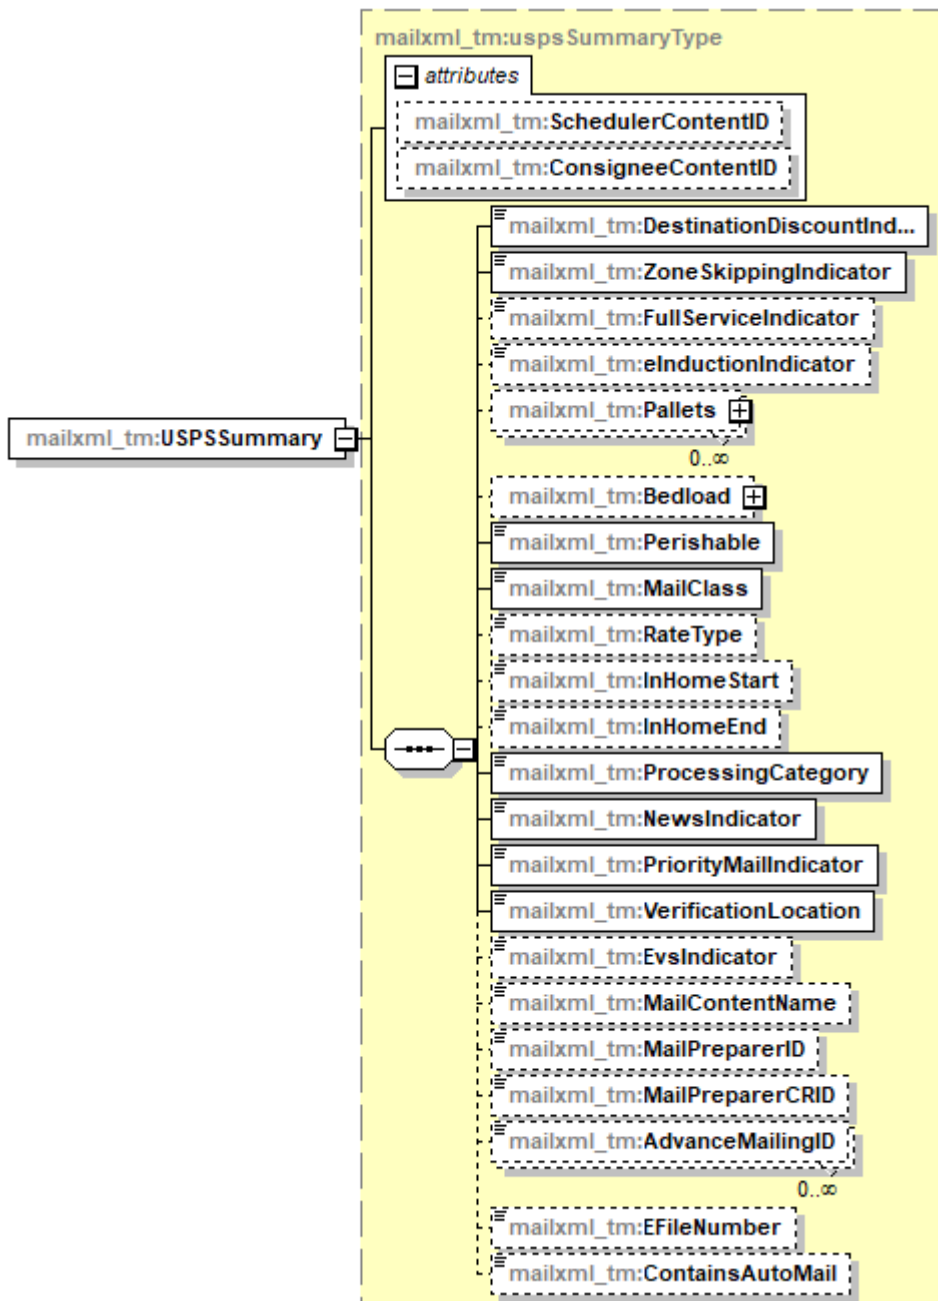 mailxml_tm:uspsSummaryType
attributes
mailxml_tm:SchedulerContentID
mailxml_tm:ConsigneeContentID
mailxml_tm:DestinationDiscountInd...
mailxml_tm:ZoneSkippingIndicator
mailxml_tm:FullServiceIndicator
mailxml_tm:eInductionIndicator
mailxml_tm:Pallets
0..∞
mailxml_tm:USPSSummary
mailxml_tm:Bedload
mailxml_tm:Perishable
mailxml_tm:MailClass
mailxml_tm:RateType
mailxml_tm:InHomeStart
mailxml_tm:InHomeEnd
mailxml_tm:ProcessingCategory
mailxml_tm:NewsIndicator
mailxml_tm:PriorityMailIndicator
mailxml_tm:VerificationLocation
mailxml_tm:EvsIndicator
mailxml_tm:MailContentName
mailxml_tm:MailPreparerID
mailxml_tm:MailPreparerCRID
mailxml_tm:AdvanceMailingID
0..∞
mailxml_tm:EFileNumber
mailxml_tm:ContainsAutoMail